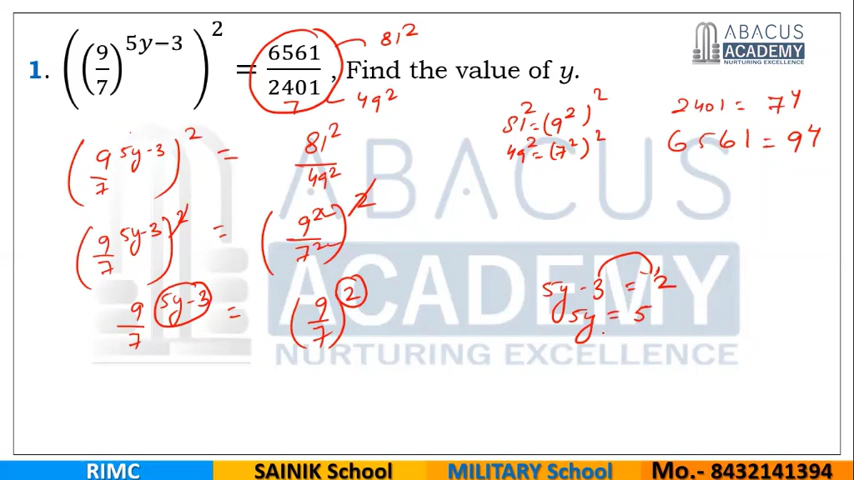 1. ((9/7)^(5y−3))^2 = 6561/2401, Find the value of y.
81²
49²
7
ABACUS
ACADEMY
NURTURING EXCELLENCE
81² = (9²)²
49² = (7²)²
2401 = 7⁴
6561 = 94
(9/7 ^(5y-3))² = 81²/49²
(9/7 ^(5y-3))² = (9²/7²)²
9/7 ^(5y-3) = (9/7)²
5y - 3 = 2
5y = 5
ABACUS
ACADEMY
NURTURING EXCELLENCE
RIMC SAINIK School MILITARY School Mo.- 8432141394